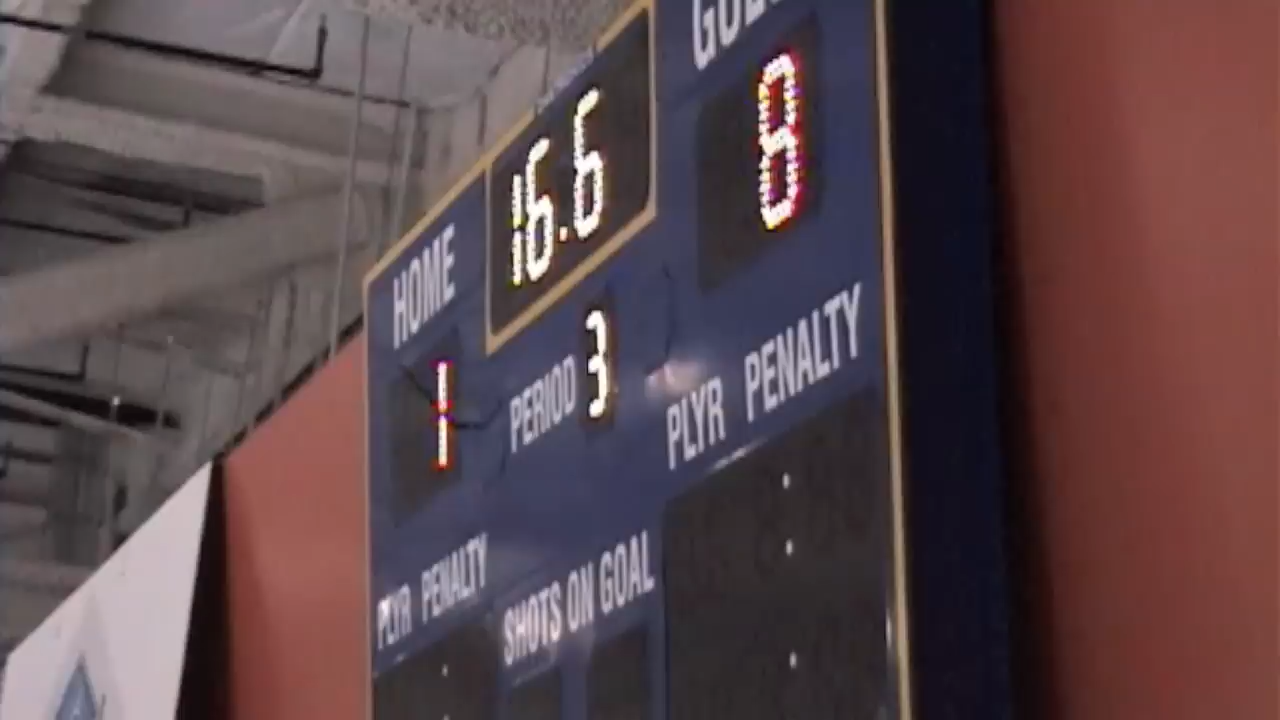 16.6
8
HOME
1
PERIOD 3
PLYR PENALTY
PLYR PENALTY
SHOTS ON GOAL